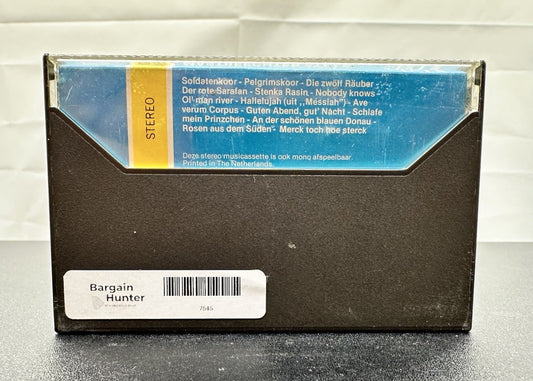 STEREO
Soldatenkoor - Pelgrimskoor - Die zwölf Räuber -
Der rote Sarafan - Stenka Rasin - Nobody knows -
Ol' man river - Hallelujah (uit ,,Messiah") - Ave
verum Corpus - Guten Abend, gut' Nacht - Schlafe
mein Prinzchen - An der schönen blauen Donau -
Rosen aus dem Süden - Merck toch hoe sterck
Deze stereo musicassette is ook mono afspeelbaar.
Printed in The Netherlands.
Bargain
Hunter
7545